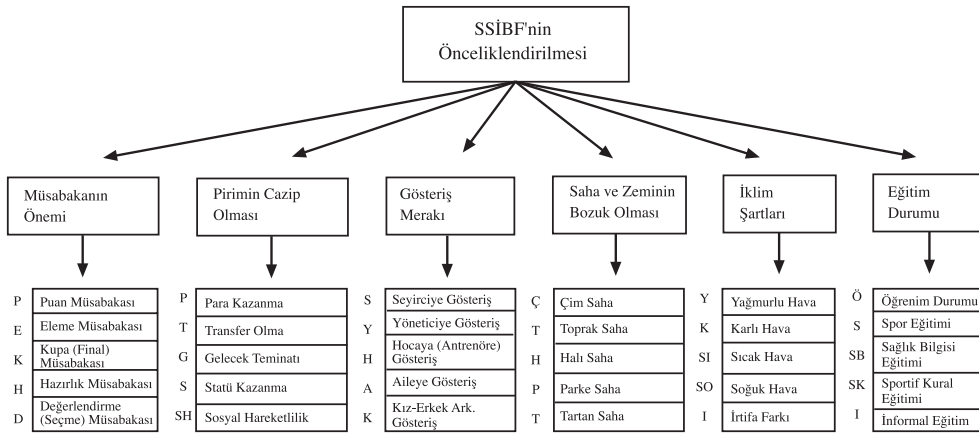 SSİBF'nin
Önceliklendirilmesi
Müsabakanın
Önemi
Pirimin Cazip
Olması
Gösteriş
Merakı
Saha ve Zeminin
Bozuk Olması
İklim
Şartları
Eğitim
Durumu
P Puan Müsabakası
E Eleme Müsabakası
K Kupa (Final)
Müsabakası
H Hazırlık Müsabakası
D Değerlendirme
(Seçme) Müsabakası
P Para Kazanma
T Transfer Olma
G Gelecek Teminatı
S Statü Kazanma
SH Sosyal Hareketlilik
S Seyirciye Gösteriş
Y Yöneticiye Gösteriş
H Hocaya (Antrenöre)
Gösteriş
A Aileye Gösteriş
K Kız-Erkek Ark.
Gösteriş
Ç Çim Saha
T Toprak Saha
H Halı Saha
P Parke Saha
T Tartan Saha
Y Yağmurlu Hava
K Karlı Hava
SI Sıcak Hava
SO Soğuk Hava
I İrtifa Farkı
Ö Öğrenim Durumu
S Spor Eğitimi
SB Sağlık Bilgisi
Eğitimi
SK Sportif Kural
Eğitimi
I İnformal Eğitim